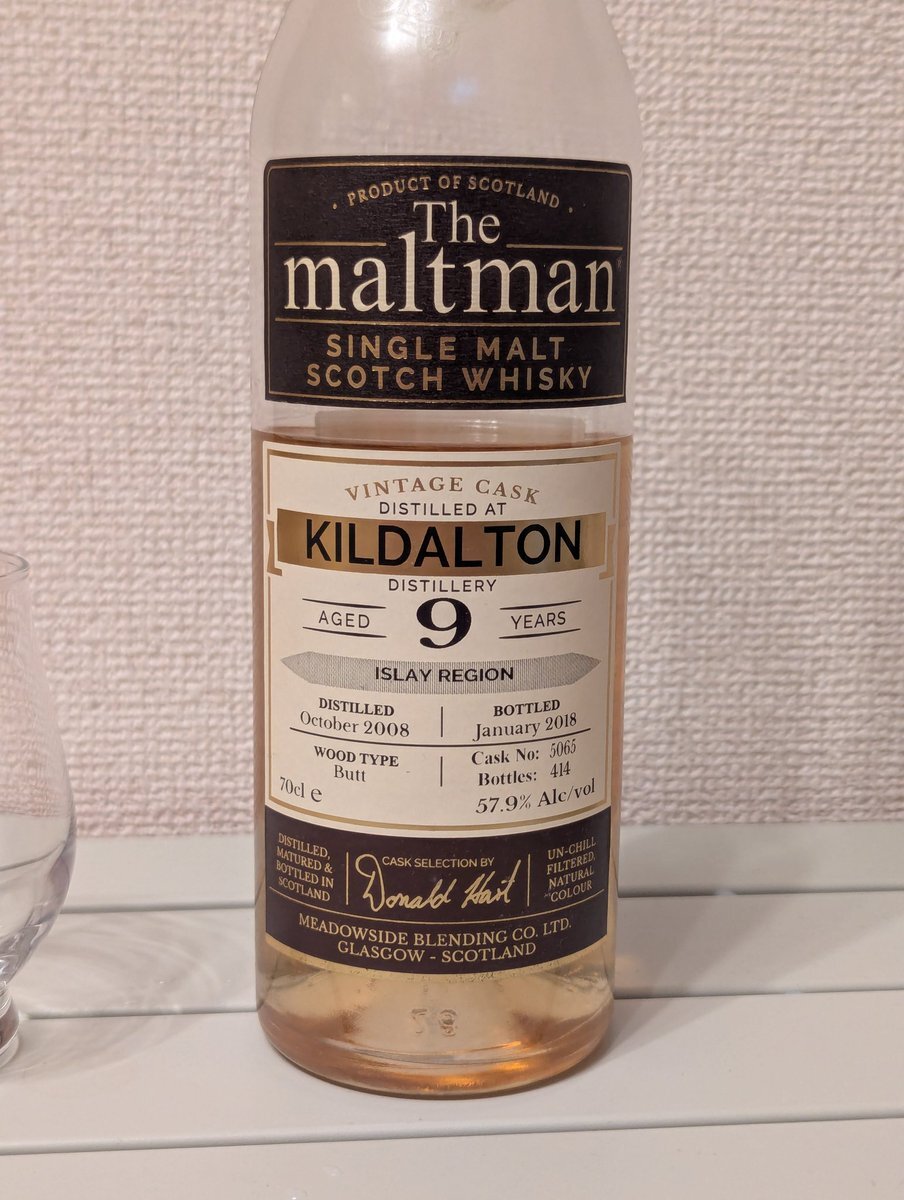 · PRODUCT OF SCOTLAND ·
The
maltman®
SINGLE MALT
SCOTCH WHISKY
VINTAGE CASK
DISTILLED AT
KILDALTON
DISTILLERY
AGED 9 YEARS
ISLAY REGION
DISTILLED
October 2008
BOTTLED
January 2018
WOOD TYPE
Butt
Cask No: 5065
Bottles: 414
70cl e
57.9% Alc/vol
DISTILLED,
MATURED &
BOTTLED IN
SCOTLAND
CASK SELECTION BY
Donald Hart
UN-CHILL
FILTERED,
NATURAL
COLOUR
MEADOWSIDE BLENDING CO. LTD.
GLASGOW - SCOTLAND